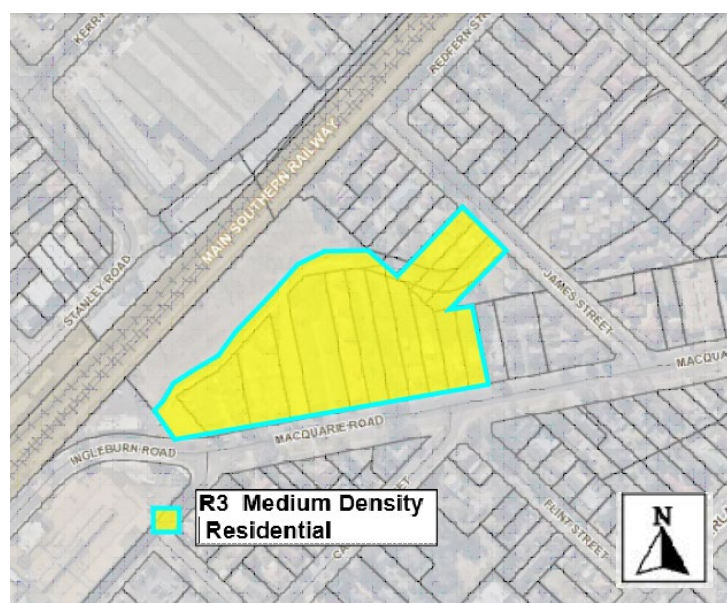 KERR
REDFERN ST
MAIN SOUTHERN RAILWAY
STANLEY ROAD
JAMES STREET
MACQUA
MACQUARIE ROAD
INGLEBURN ROAD
R3 Medium Density
Residential
FLINT STREET
N